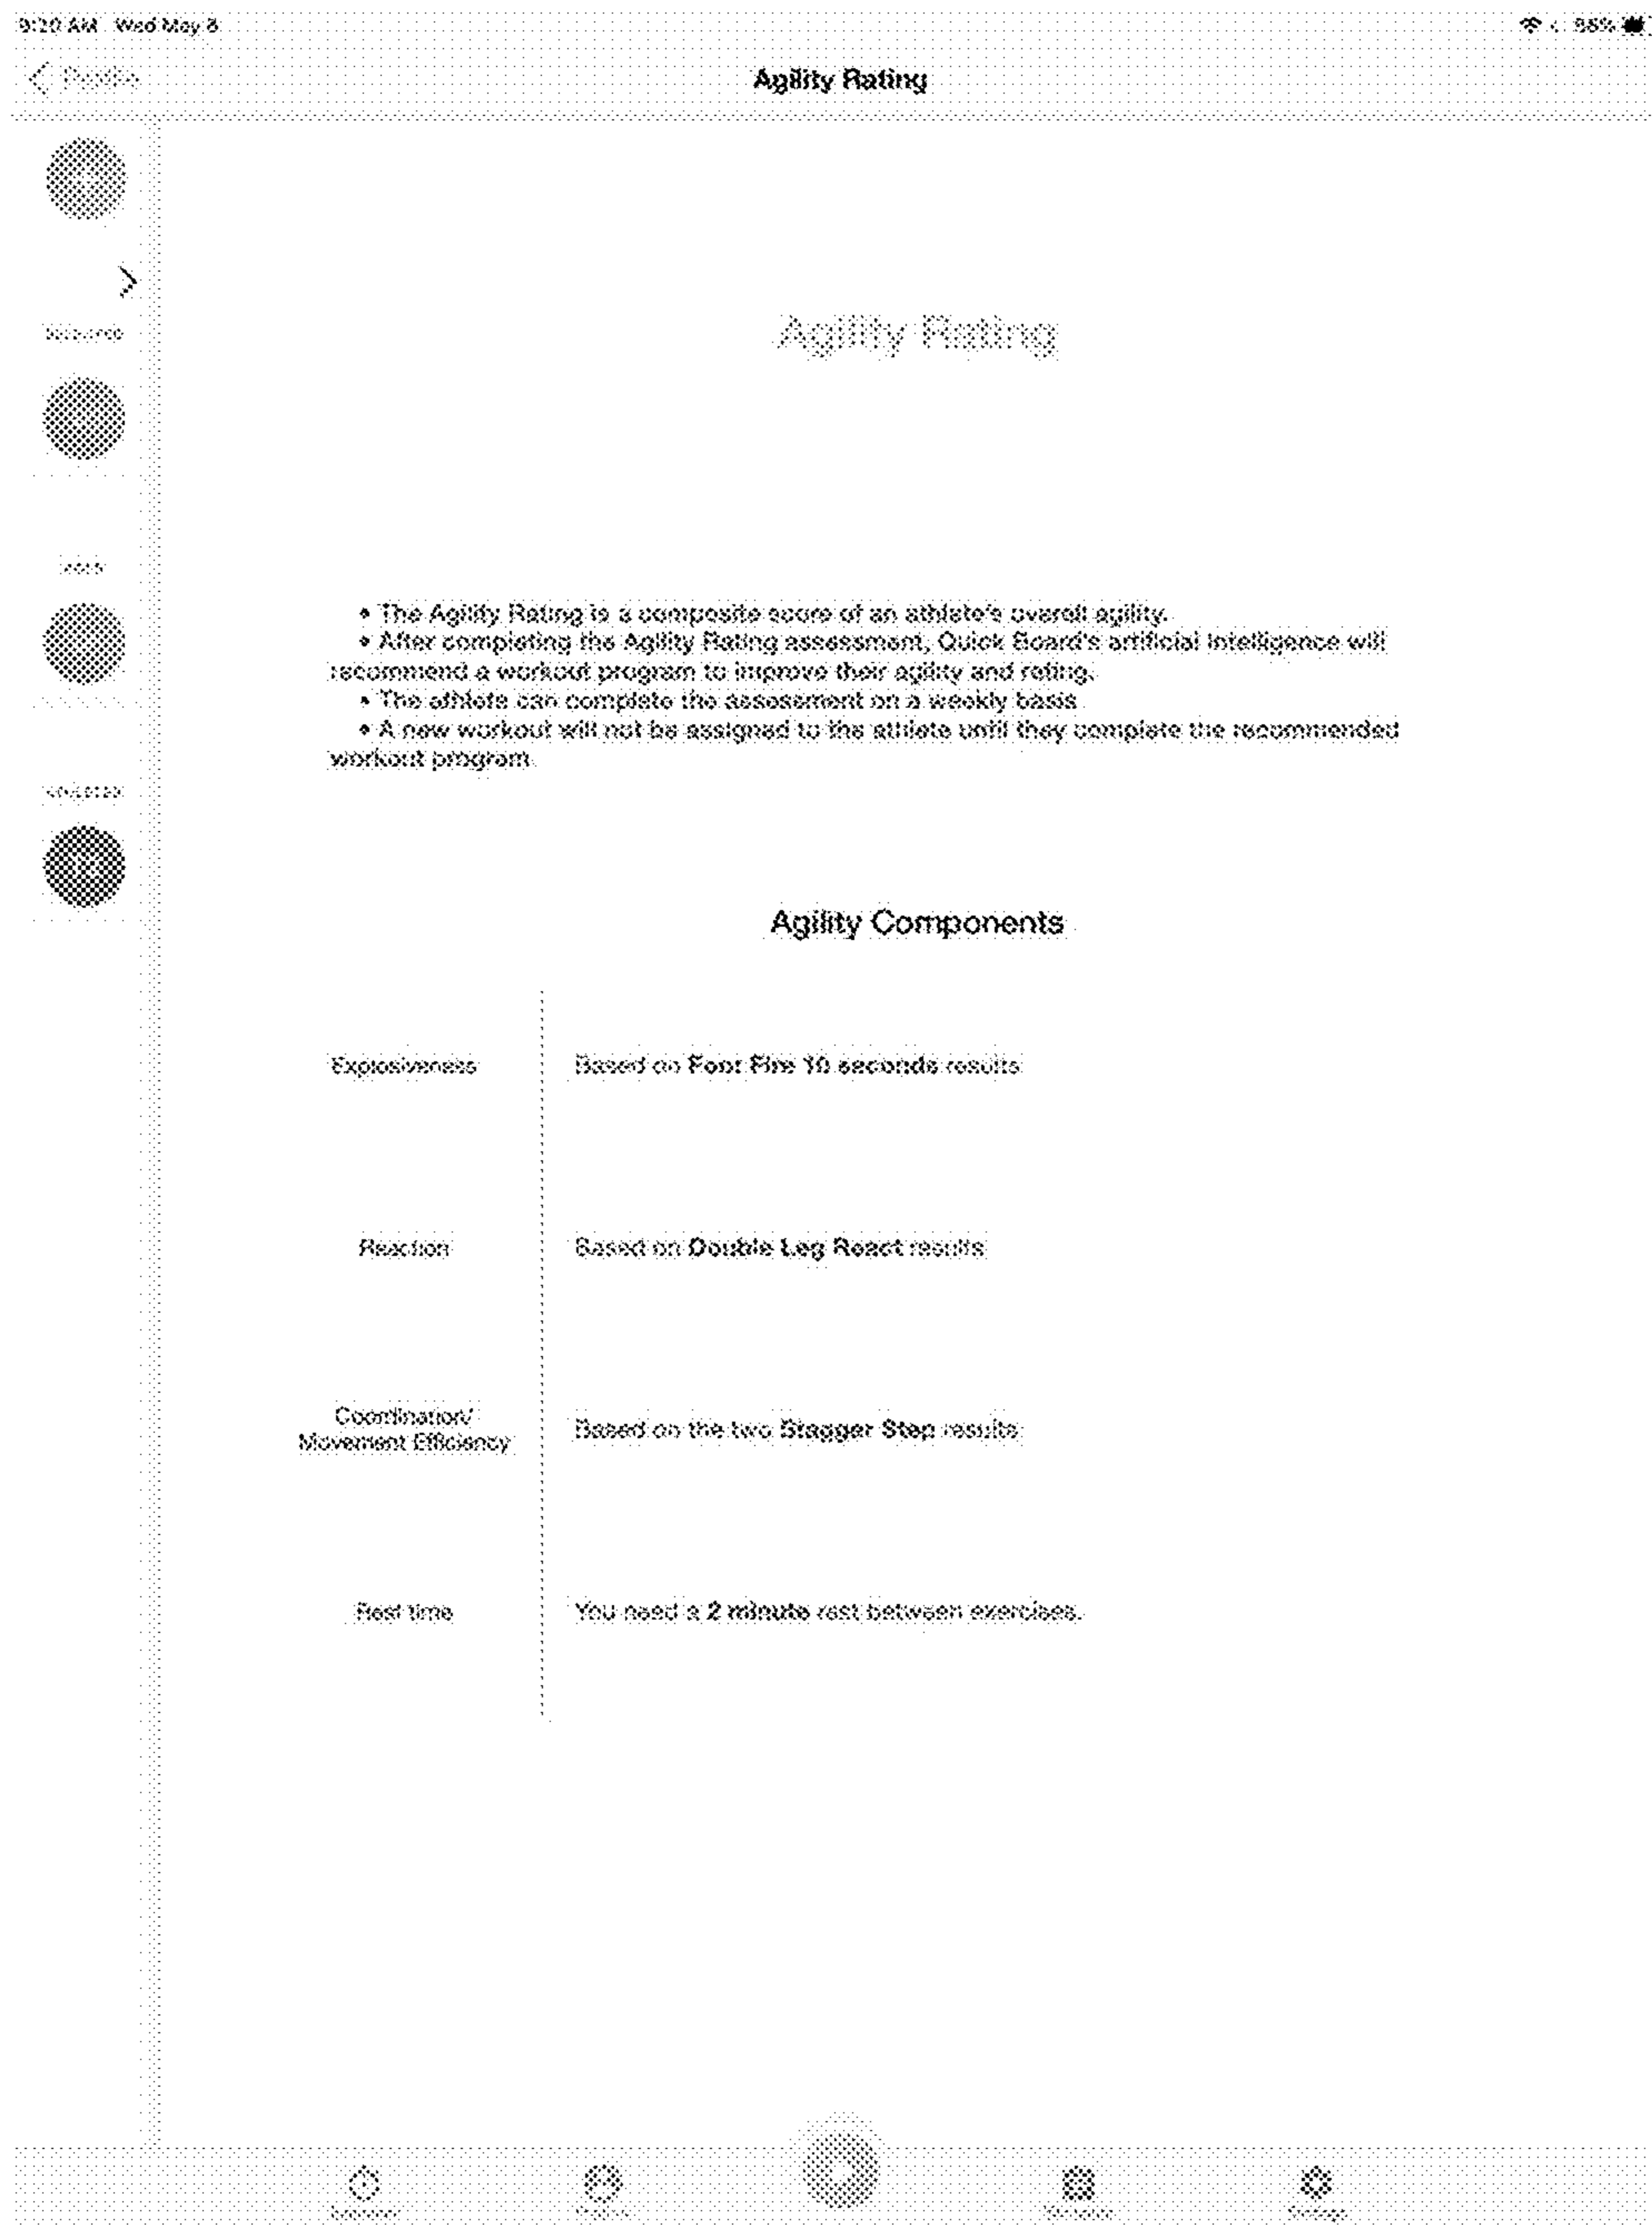 9:20 AM Wed May 8
Agility Rating
Agility Rating
• The Agility Rating is a composite score of an athlete's overall agility.
• After completing the Agility Rating assessment, Quick Board's artificial intelligence will
recommend a workout program to improve their agility and rating.
• The athlete can complete the assessment on a weekly basis
• A new workout will not be assigned to the athlete until they complete the recommended
workout program
Agility Components
Explosiveness
Based on Foot Fire 10 seconds results
Reaction
Based on Double Leg React results
Coordination/
Movement Efficiency
Based on the two Stagger Step results
Rest time
You need a 2 minute rest between exercises.